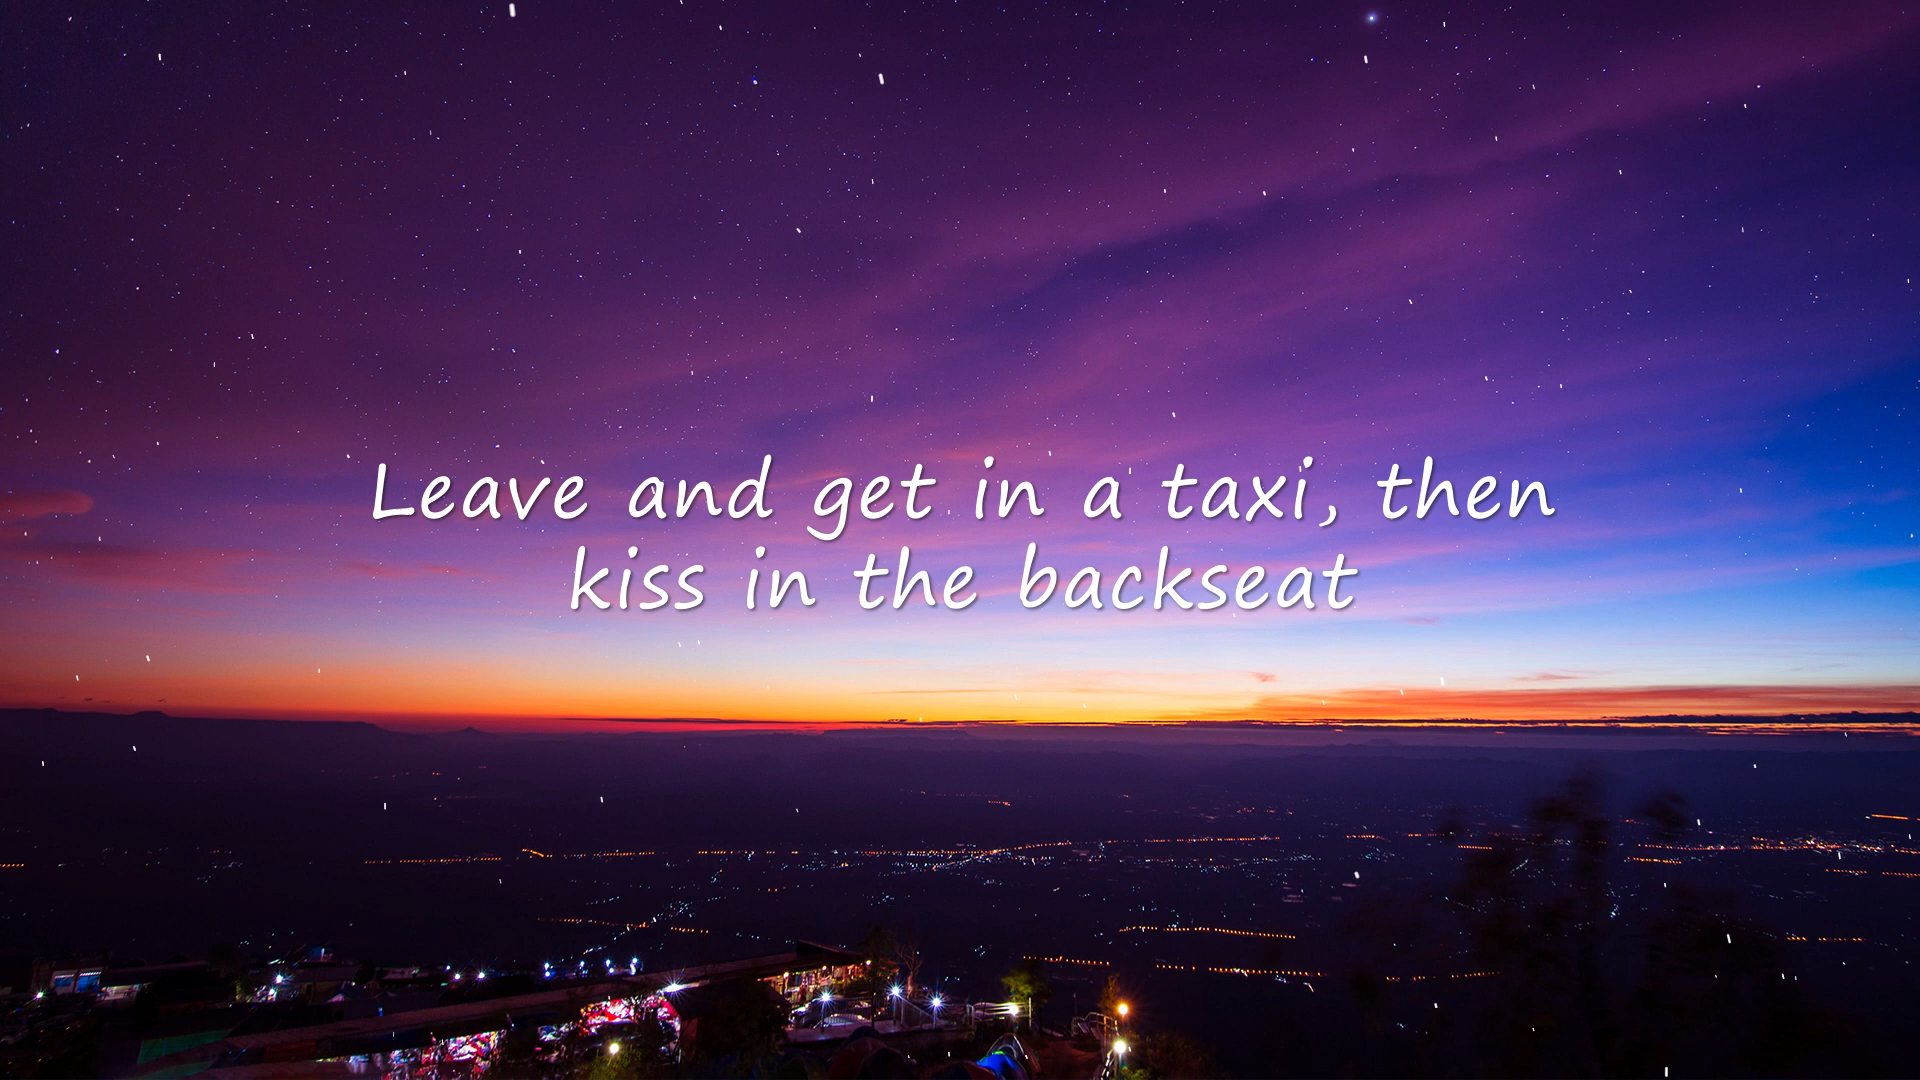 Leave and get in a taxi, then
kiss in the backseat